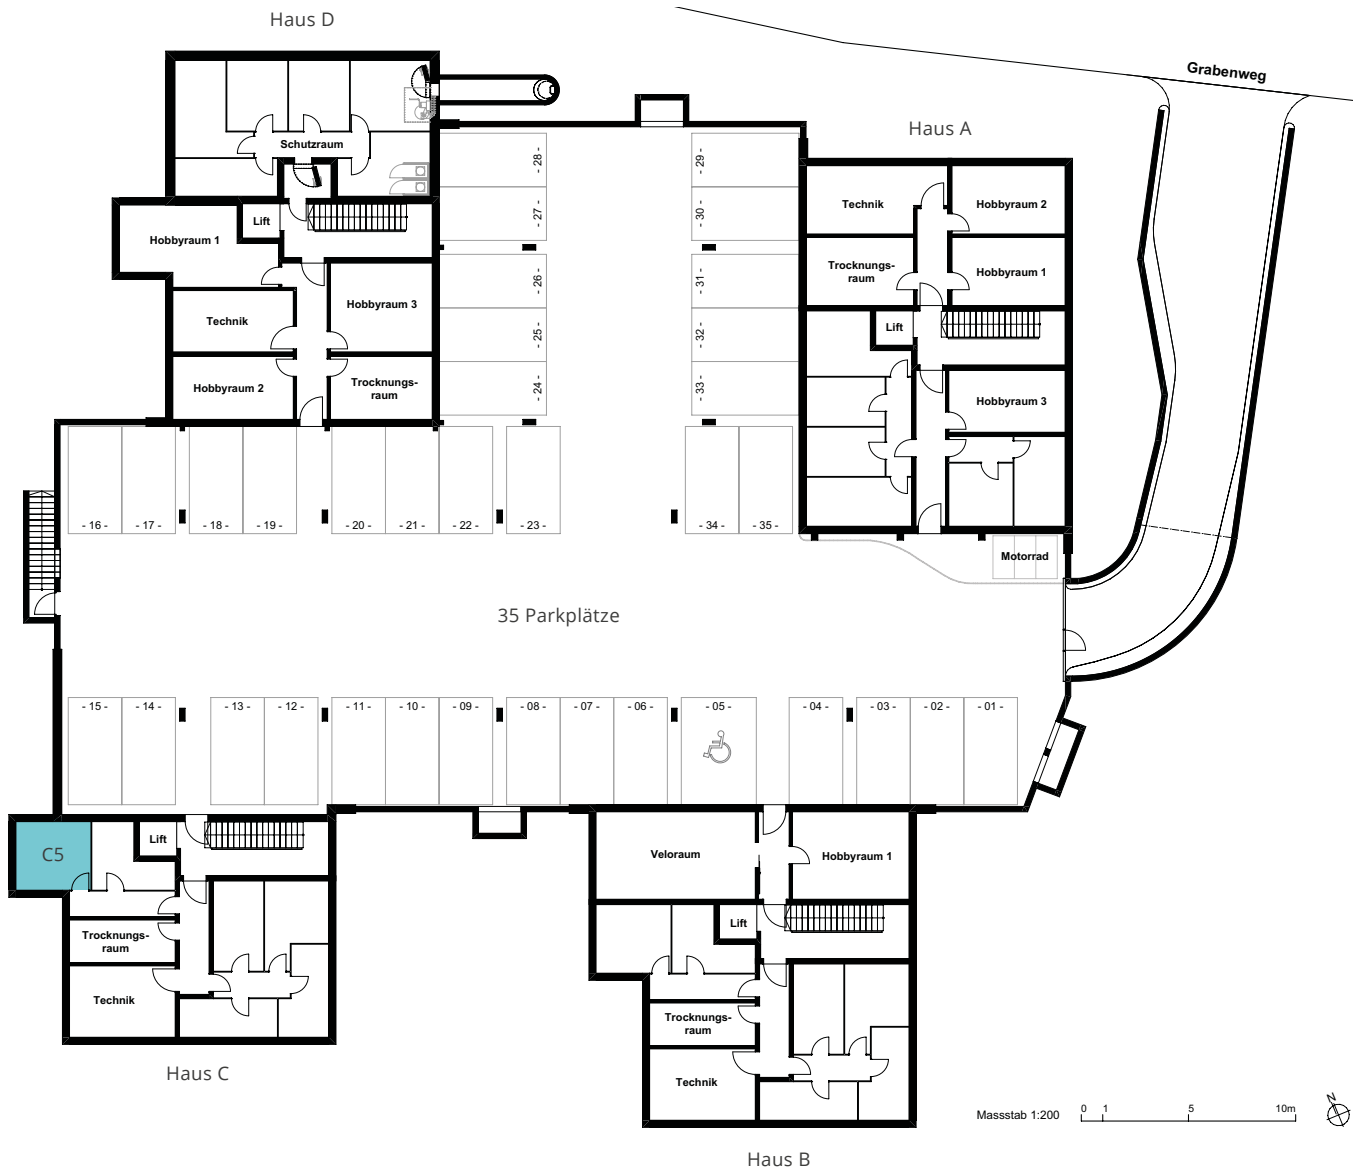 Haus D
Grabenweg
Haus A
Schutzraum
- 28 -
- 29 -
Technik
Hobbyraum 2
Lift
- 27 -
- 30 -
Hobbyraum 1
Trocknungs-
raum
Hobbyraum 1
- 26 -
- 31 -
Hobbyraum 3
Technik
- 25 -
- 32 -
Lift
Hobbyraum 2
Trocknungs-
raum
- 24 -
- 33 -
Hobbyraum 3
- 16 -
- 17 -
- 18 -
- 19 -
- 20 -
- 21 -
- 22 -
- 23 -
- 34 -
- 35 -
Motorrad
35 Parkplätze
- 15 -
- 14 -
- 13 -
- 12 -
- 11 -
- 10 -
- 09 -
- 08 -
- 07 -
- 06 -
- 05 -
- 04 -
- 03 -
- 02 -
- 01 -
C5
Lift
Veloraum
Hobbyraum 1
Trocknungs-
raum
Lift
Technik
Trocknungs-
raum
Haus C
Technik
Massstab 1:200
0 1 5 10m
N
Haus B